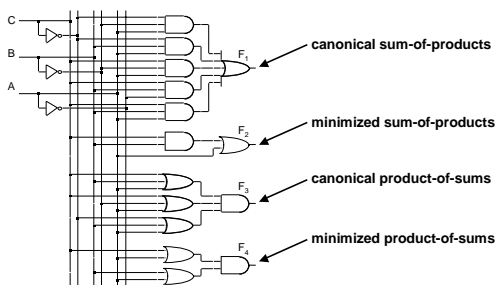 C
B
A
F1
canonical sum-of-products
F2
minimized sum-of-products
F3
canonical product-of-sums
F4
minimized product-of-sums